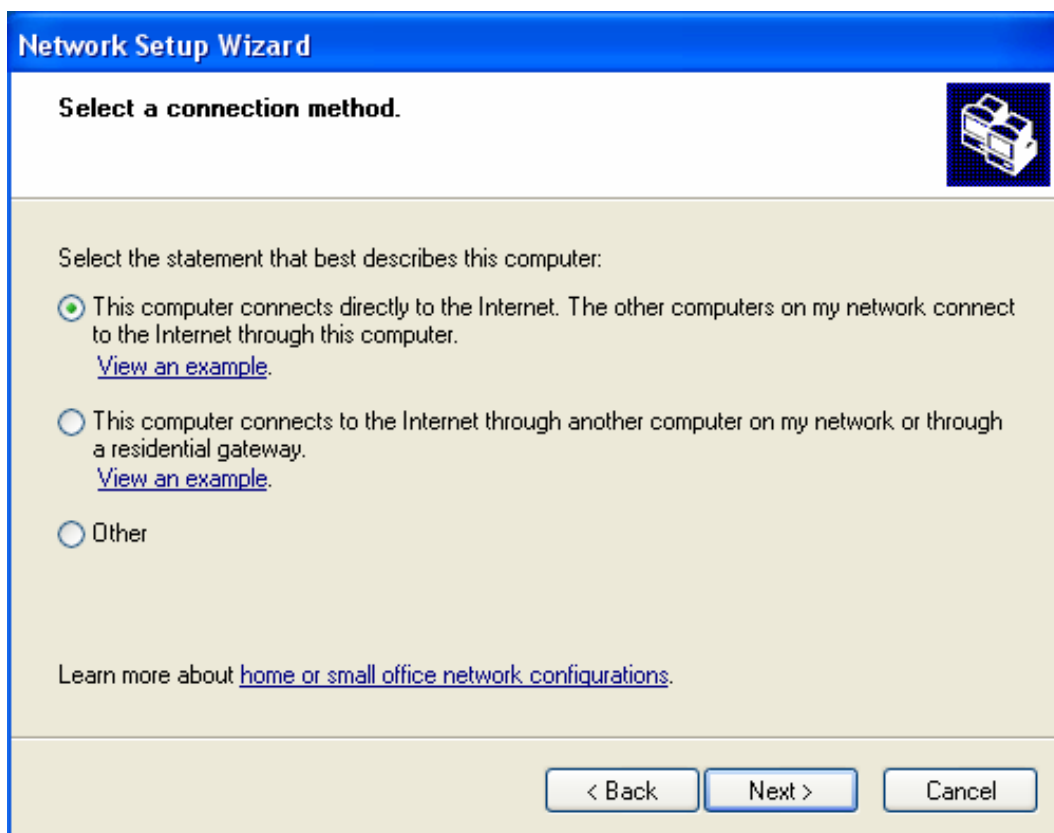 Network Setup Wizard
Select a connection method.
Select the statement that best describes this computer:
This computer connects directly to the Internet. The other computers on my network connect
to the Internet through this computer.
View an example.
This computer connects to the Internet through another computer on my network or through
a residential gateway.
View an example.
Other
Learn more about home or small office network configurations.
< Back Next > Cancel